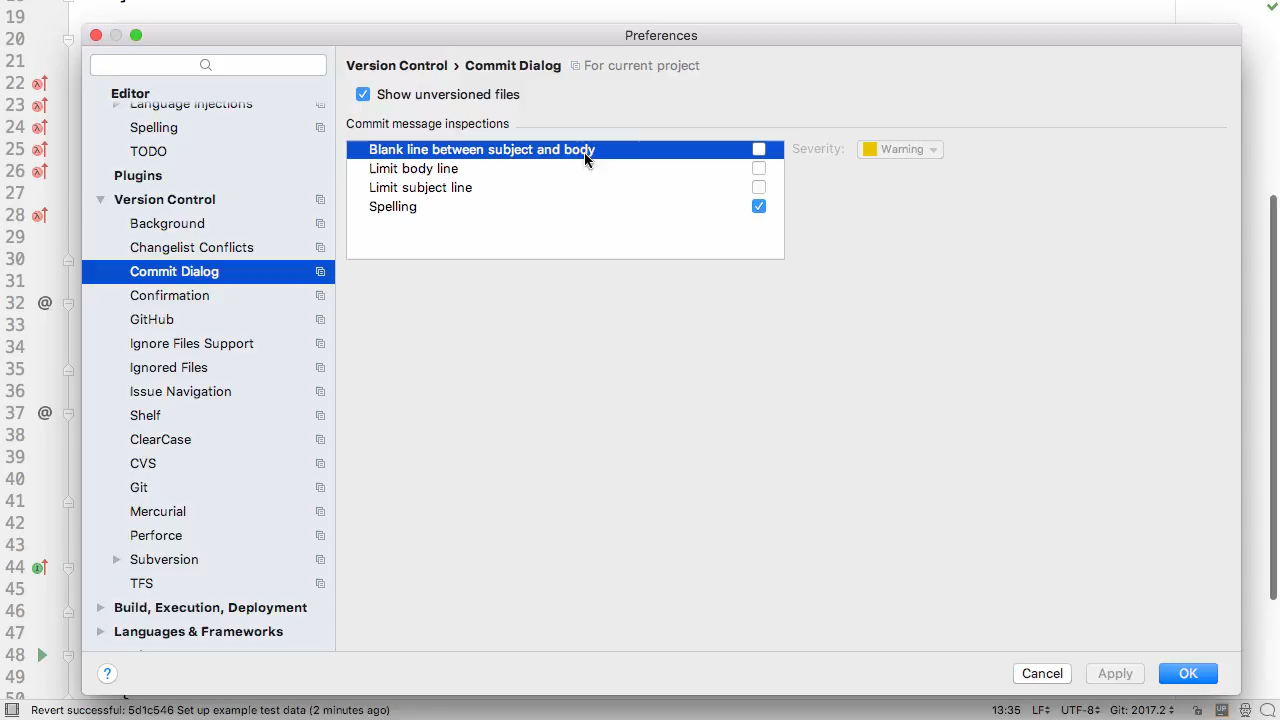 Preferences
Version Control › Commit Dialog For current project
Show unversioned files
Commit message inspections
Blank line between subject and body
Limit body line
Limit subject line
Spelling
Severity: Warning
Editor
Language Injections
Spelling
TODO
Plugins
Version Control
Background
Changelist Conflicts
Commit Dialog
Confirmation
GitHub
Ignore Files Support
Ignored Files
Issue Navigation
Shelf
ClearCase
CVS
Git
Mercurial
Perforce
Subversion
TFS
Build, Execution, Deployment
Languages & Frameworks
?
Cancel
Apply
OK
19
20
21
22
23
24
25
26
27
28
29
30
31
32 @
33
34
35
36
37 @
38
39
40
41
42
43
44
45
46
47
48
49
Revert successful: 5d1c546 Set up example test data (2 minutes ago)
13:35 LF÷ UTF-8÷ Git: 2017.2÷